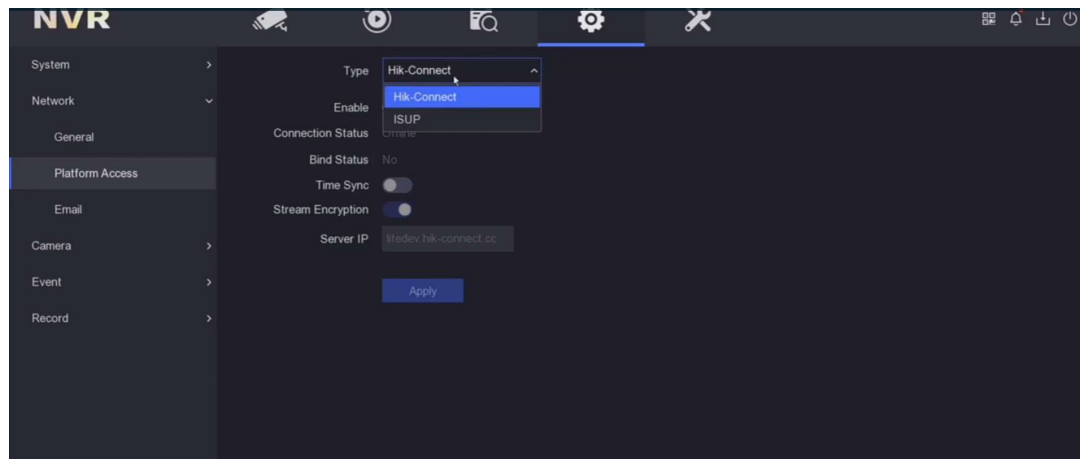 NVR
System
Network
General
Platform Access
Email
Camera
Event
Record
Type Hik-Connect
Hik-Connect
ISUP
Enable
Connection Status Offline
Bind Status No
Time Sync
Stream Encryption
Server IP litedev.hik-connect.cc
Apply